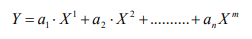 Y = a₁ · X¹ + a₂ · X² + .......... + aₙ Xᵐ